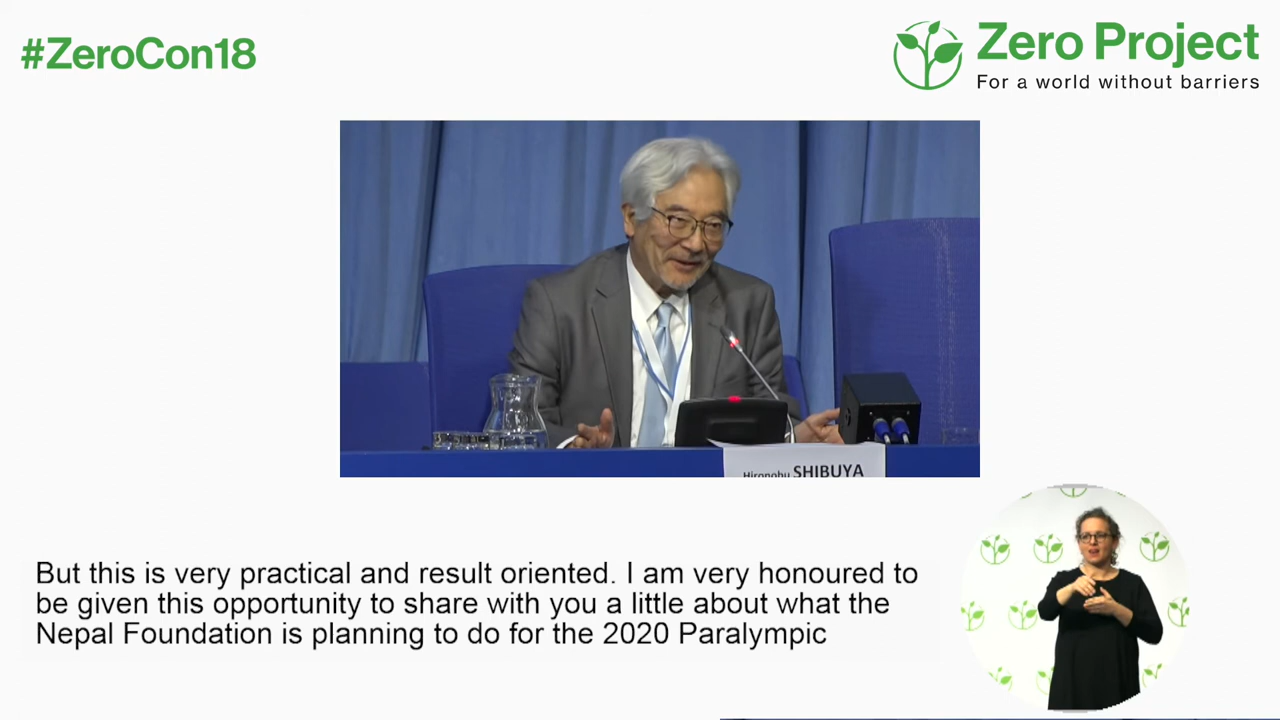 #ZeroCon18
Zero Project
For a world without barriers
Hironobu SHIBUYA
But this is very practical and result oriented. I am very honoured to
be given this opportunity to share with you a little about what the
Nepal Foundation is planning to do for the 2020 Paralympic